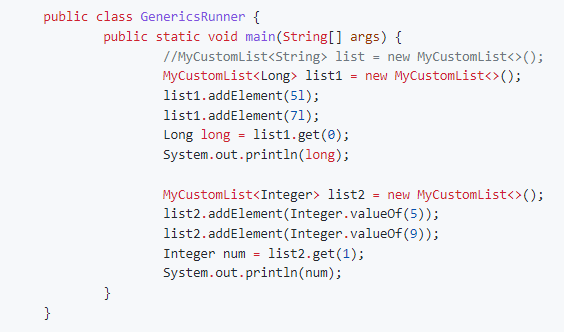 public class GenericsRunner {
public static void main(String[] args) {
//MyCustomList<String> list = new MyCustomList<>();
MyCustomList<Long> list1 = new MyCustomList<>();
list1.addElement(5l);
list1.addElement(7l);
Long long = list1.get(0);
System.out.println(long);
MyCustomList<Integer> list2 = new MyCustomList<>();
list2.addElement(Integer.valueOf(5));
list2.addElement(Integer.valueOf(9));
Integer num = list2.get(1);
System.out.println(num);
}
}